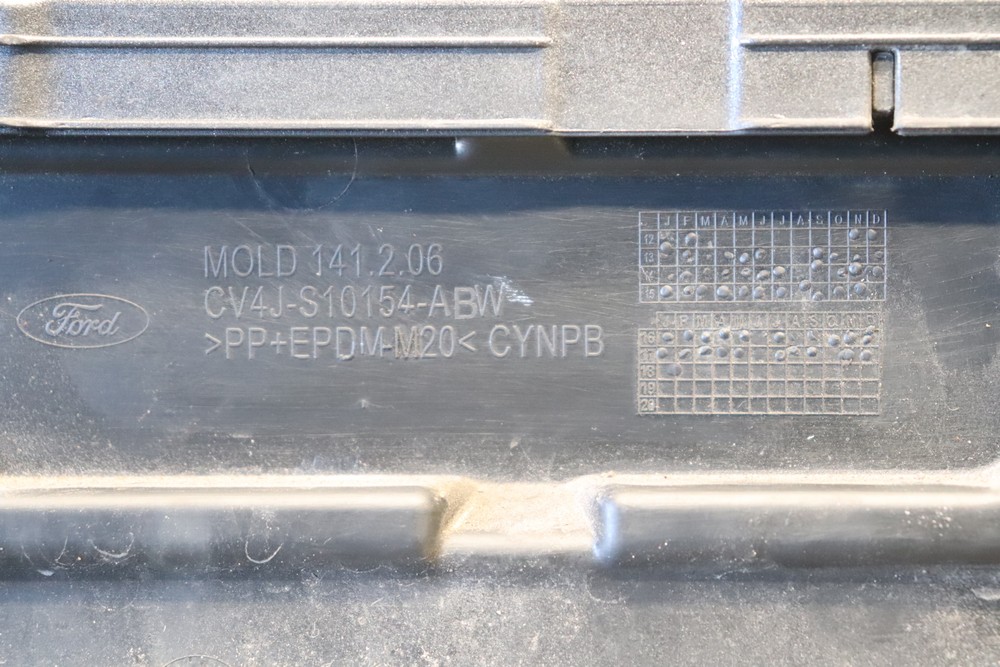 Ford
MOLD 141.2.06
CV4J-S10154-ABW
>PP+EPDM-M20< CYNPB
J F M A M J J A S O N D
12
13
14
15
J F M A M J J A S O N D
16
17
18
19
20